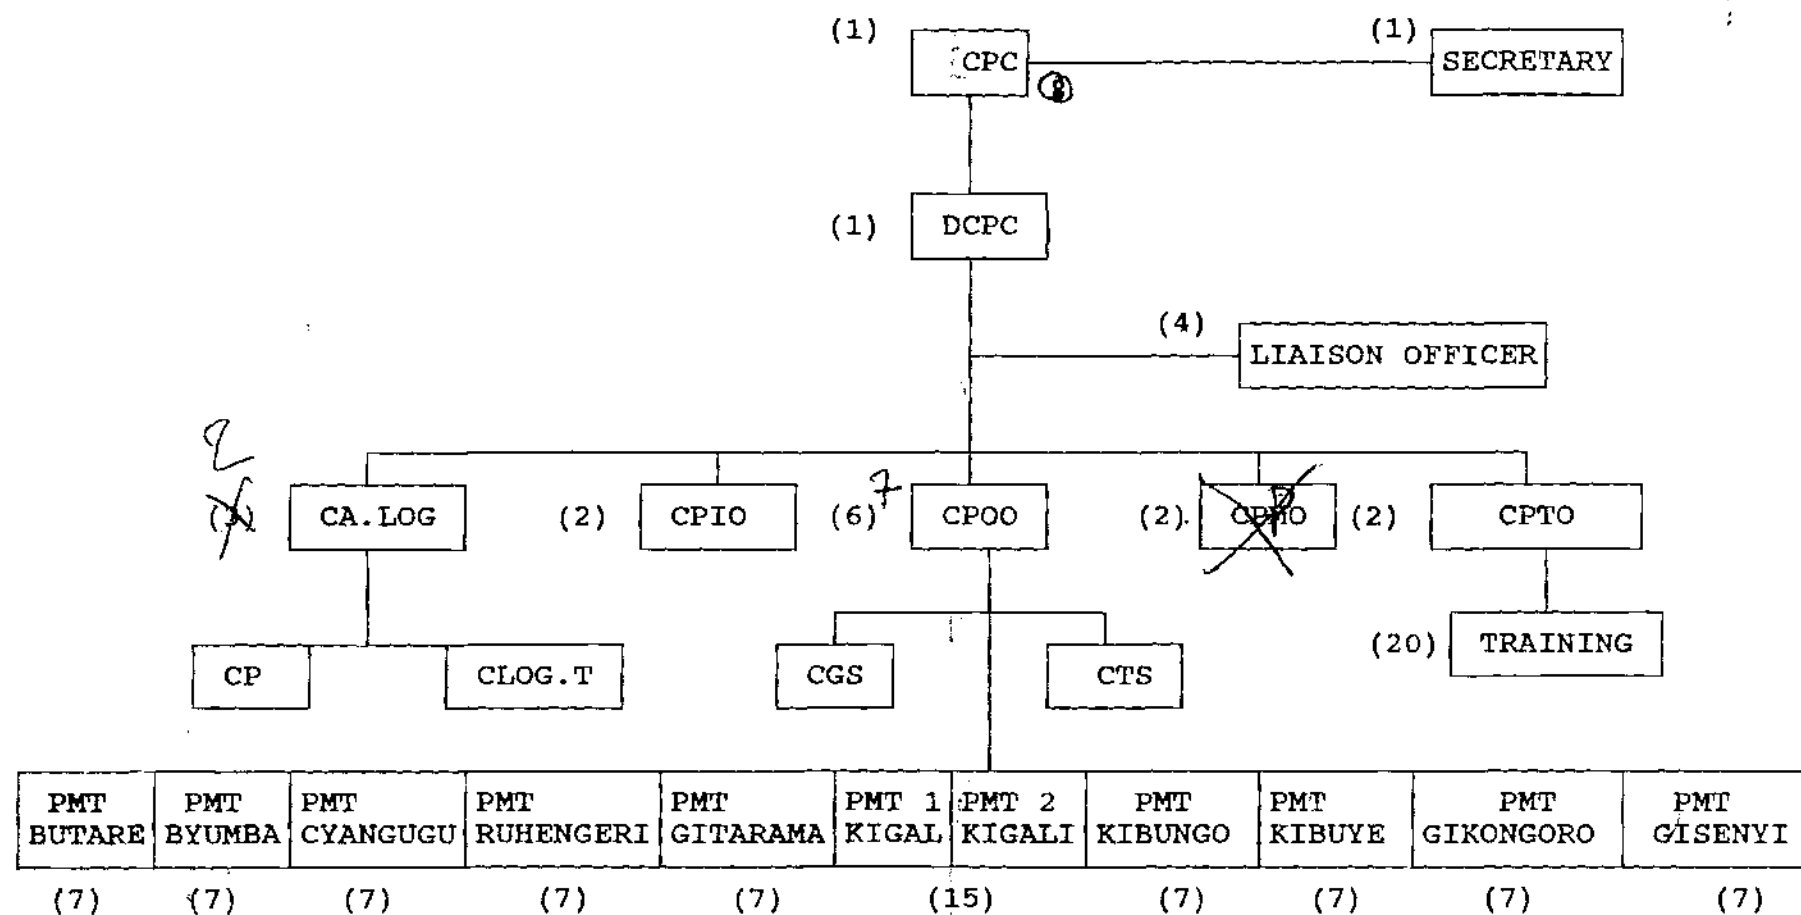 (1) CPC (1) SECRETARY
(1) DCPC
(4) LIAISON OFFICER
2
CA.LOG (2) CPIO (6) 7 CPOO (2) (2) CPTO
CP CLOG.T CGS CTS (20) TRAINING
PMT PMT PMT PMT PMT PMT 1 PMT 2 PMT PMT PMT PMT
BUTARE BYUMBA CYANGUGU RUHENGERI GITARAMA KIGAL KIGALI KIBUNGO KIBUYE GIKONGORO GISENYI
(7) (7) (7) (7) (7) (15) (7) (7) (7) (7)